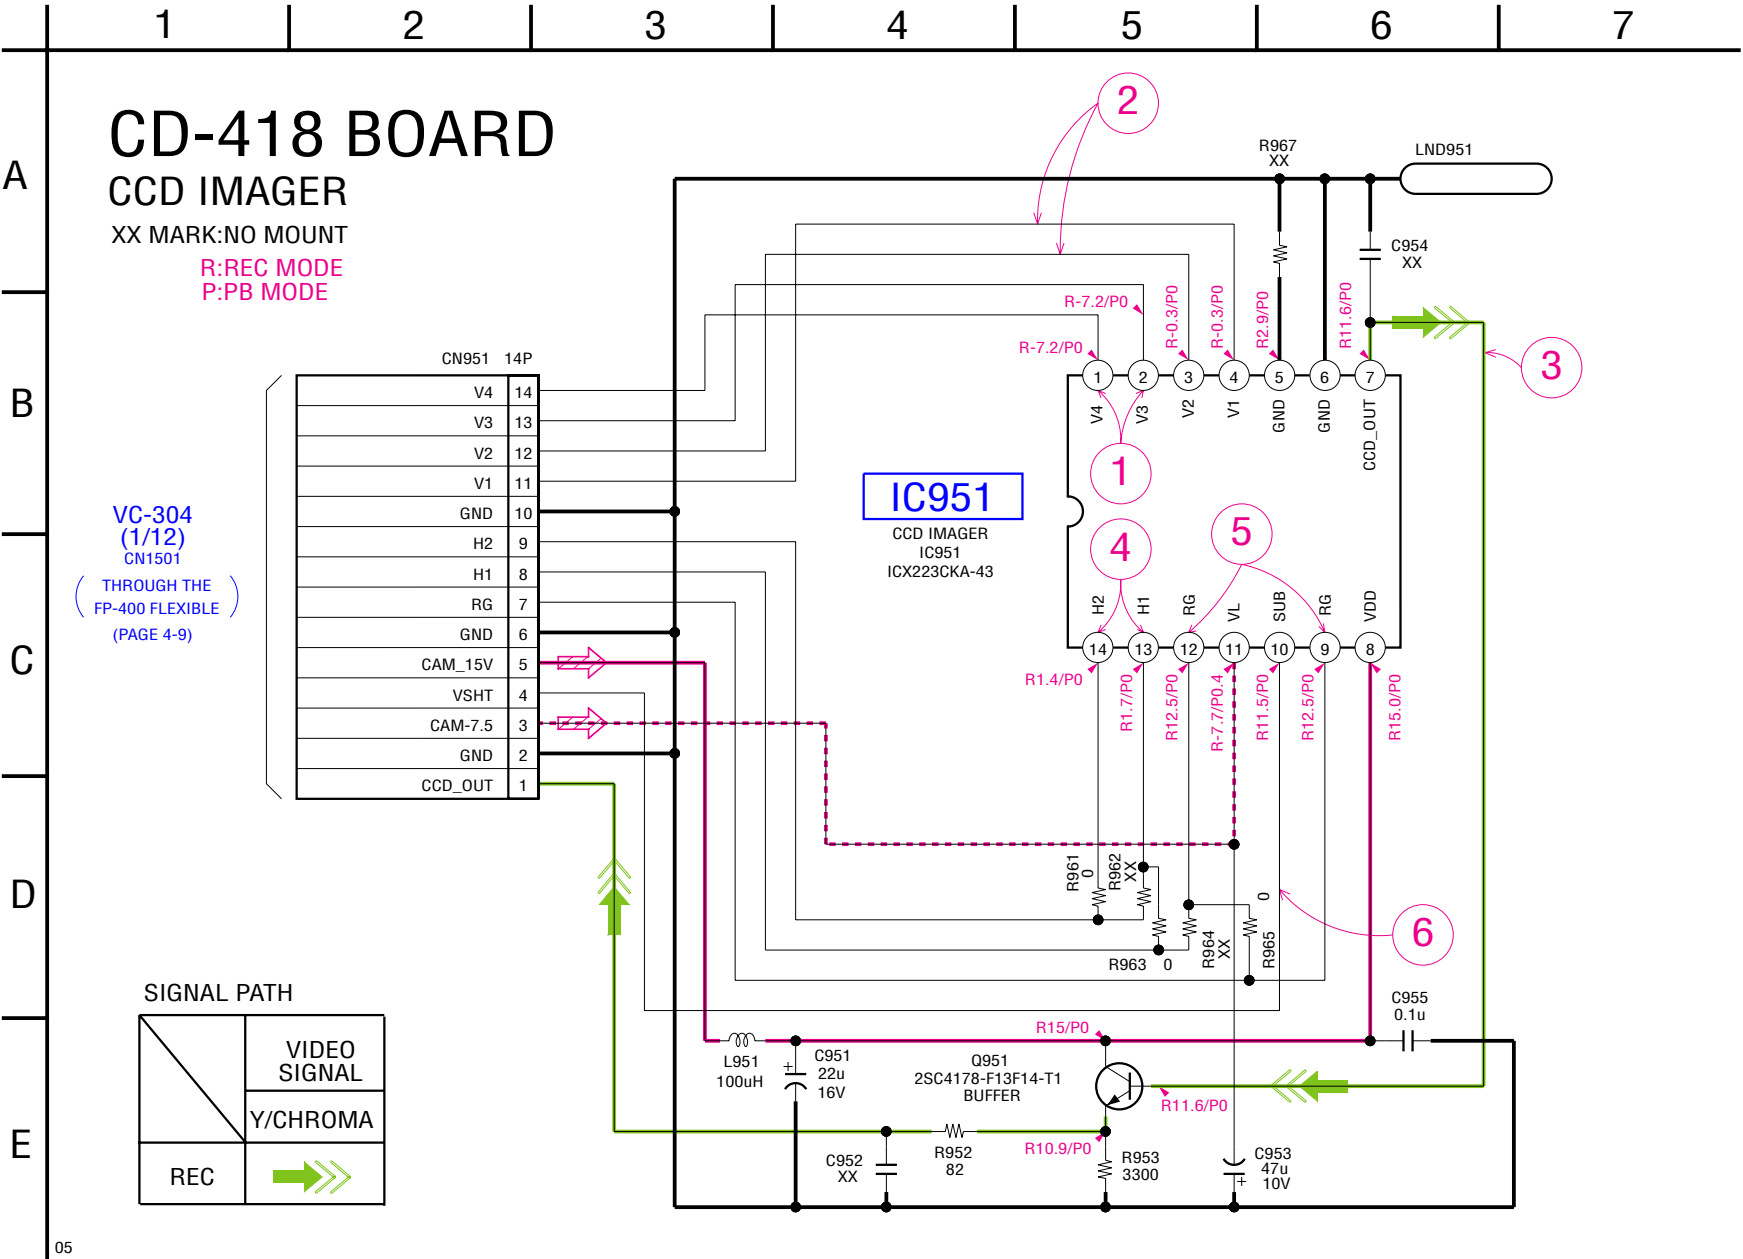 1 2 3 4 5 6 7
A
B
C
D
E
CD-418 BOARD
CCD IMAGER
XX MARK:NO MOUNT
R:REC MODE
P:PB MODE
2
R967
XX
LND951
C954
XX
R-7.2/P0
R-7.2/P0
R-0.3/P0
R-0.3/P0
R2.9/P0
R11.6/P0
3
CN951 14P
V4 14
V3 13
V2 12
V1 11
GND 10
H2 9
H1 8
RG 7
GND 6
CAM_15V 5
VSHT 4
CAM-7.5 3
GND 2
CCD_OUT 1
VC-304
(1/12)
CN1501
THROUGH THE
FP-400 FLEXIBLE
(PAGE 4-9)
1 2 3 4 5 6 7
V4 V3 V2 V1 GND GND CCD_OUT
1
IC951
CCD IMAGER
IC951
ICX223CKA-43
4
5
H2 H1 RG VL SUB RG VDD
14 13 12 11 10 9 8
R1.4/P0
R1.7/P0
R12.5/P0
R-7.7/P0.4
R11.5/P0
R12.5/P0
R15.0/P0
R961
0
R962
XX
R963 0
R964
XX
R965
0
6
C955
0.1u
R15/P0
L951
100uH
+
C951
22u
16V
Q951
2SC4178-F13F14-T1
BUFFER
R11.6/P0
R10.9/P0
C952
XX
R952
82
R953
3300
C953
47u
10V
+
SIGNAL PATH
VIDEO
SIGNAL
Y/CHROMA
REC
05